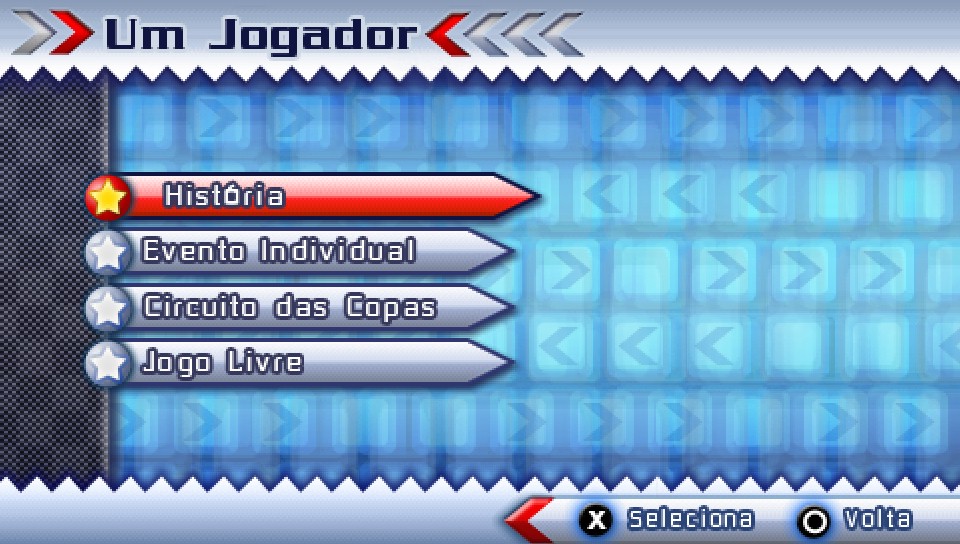 Um Jogador
História
Evento Individual
Circuito das Copas
Jogo Livre
X Seleciona O Volta